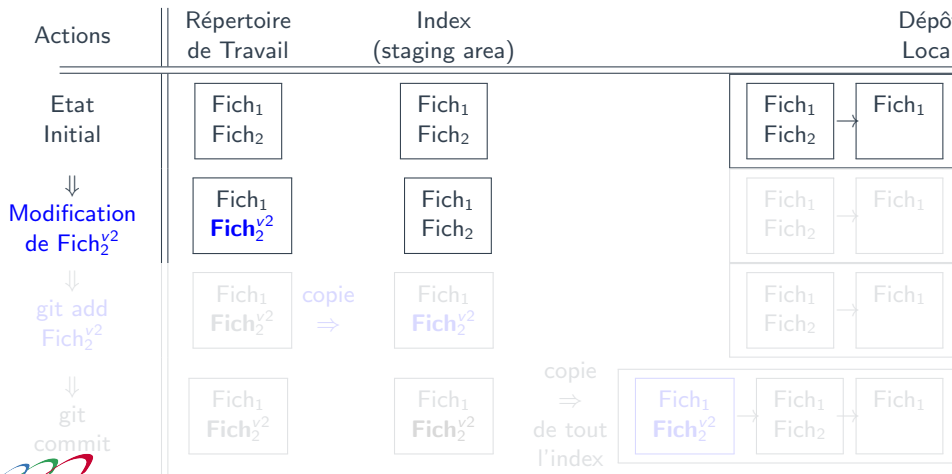 Actions
Répertoire
de Travail
Index
(staging area)
Dépô
Loca
Etat
Initial
Fich₁
Fich₂
Fich₁
Fich₂
Fich₁
Fich₂
→
Fich₁
⇓
Modification
de Fich₂ᵛ²
Fich₁
Fich₂ᵛ²
Fich₁
Fich₂
Fich₁
Fich₂
→
Fich₁
⇓
git add
Fich₂ᵛ²
Fich₁
Fich₂ᵛ²
copie
⇒
Fich₁
Fich₂ᵛ²
Fich₁
Fich₂
→
Fich₁
⇓
git
commit
Fich₁
Fich₂ᵛ²
Fich₁
Fich₂ᵛ²
copie
⇒
de tout
l'index
Fich₁
Fich₂ᵛ²
→
Fich₁
Fich₂
→
Fich₁